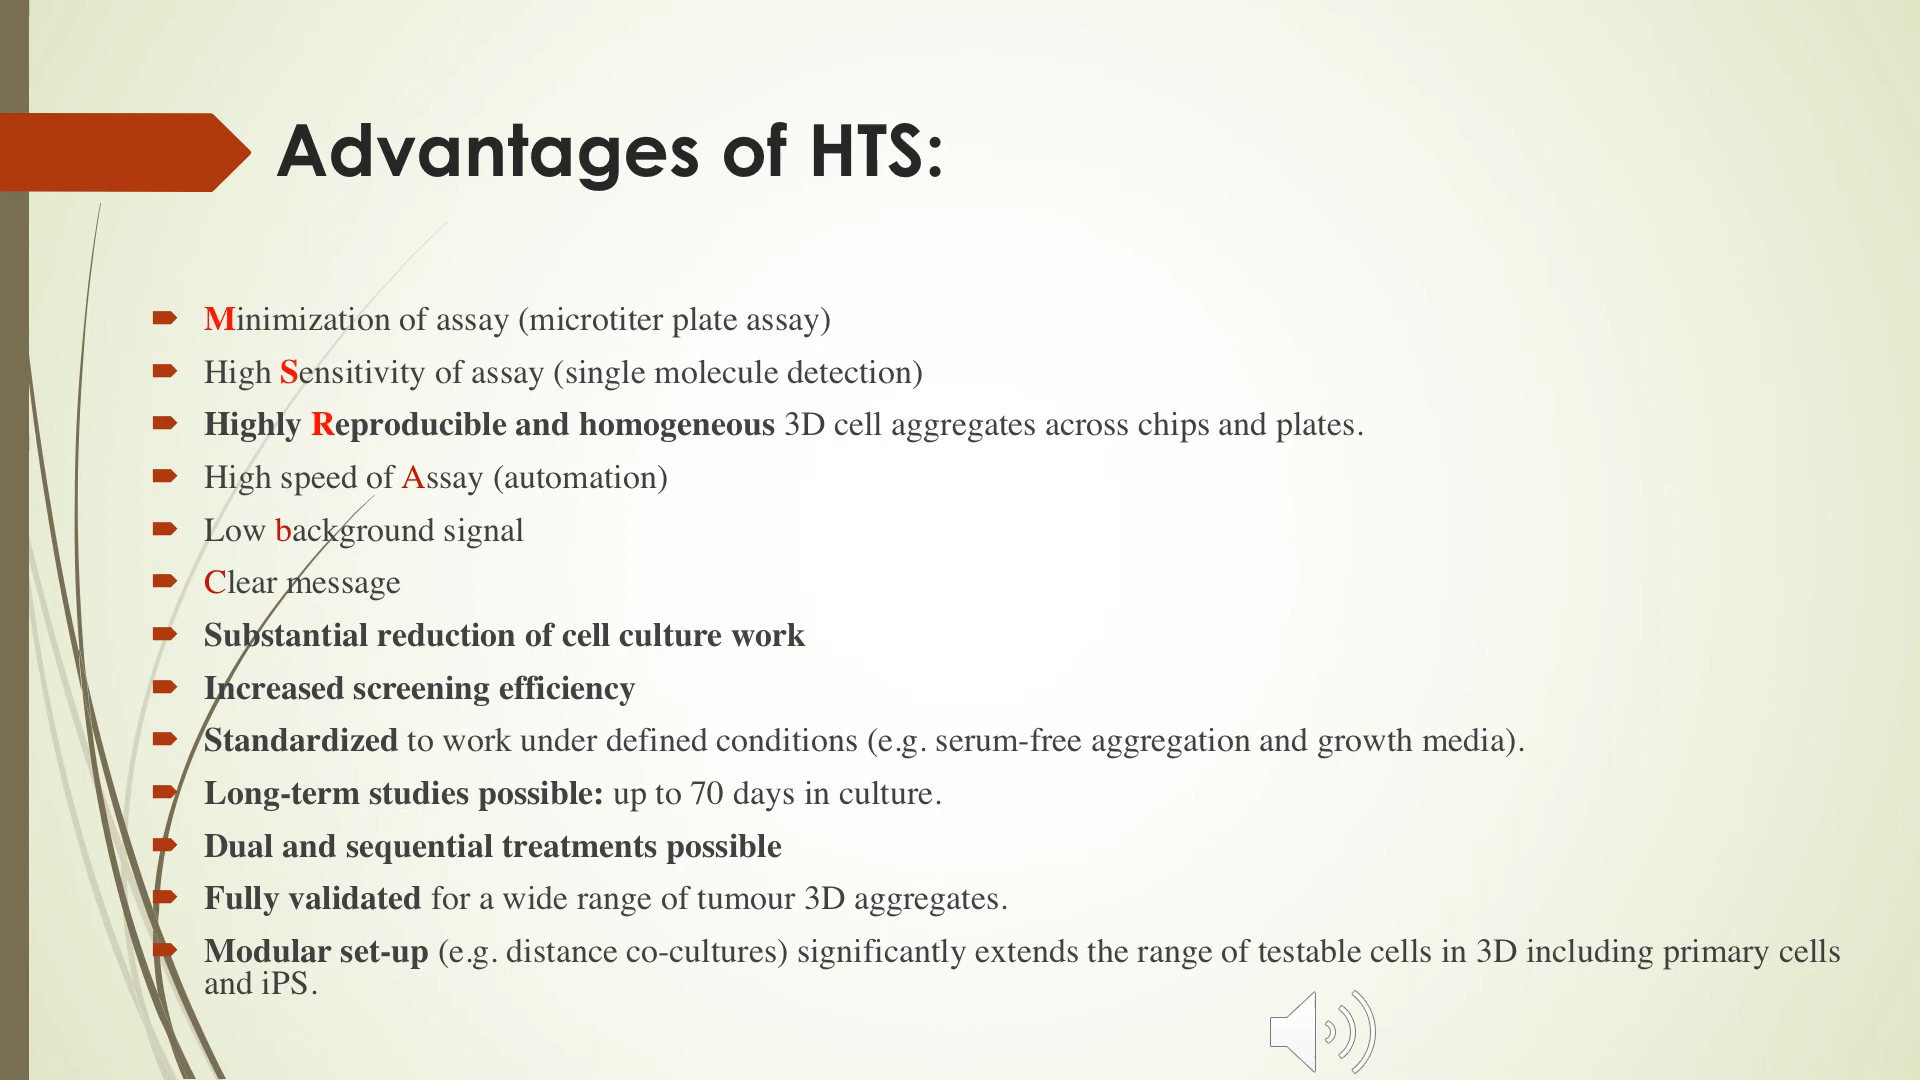 Advantages of HTS:
Minimization of assay (microtiter plate assay)
High Sensitivity of assay (single molecule detection)
Highly Reproducible and homogeneous 3D cell aggregates across chips and plates.
High speed of Assay (automation)
Low background signal
Clear message
Substantial reduction of cell culture work
Increased screening efficiency
Standardized to work under defined conditions (e.g. serum-free aggregation and growth media).
Long-term studies possible: up to 70 days in culture.
Dual and sequential treatments possible
Fully validated for a wide range of tumour 3D aggregates.
Modular set-up (e.g. distance co-cultures) significantly extends the range of testable cells in 3D including primary cells
and iPS.